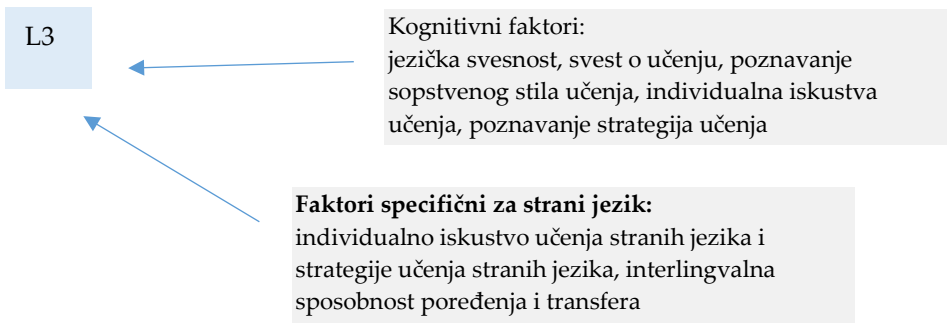 L3
Kognitivni faktori:
jezička svesnost, svest o učenju, poznavanje
sopstvenog stila učenja, individualna iskustva
učenja, poznavanje strategija učenja
Faktori specifični za strani jezik:
individualno iskustvo učenja stranih jezika i
strategije učenja stranih jezika, interlingvalna
sposobnost poređenja i transfera